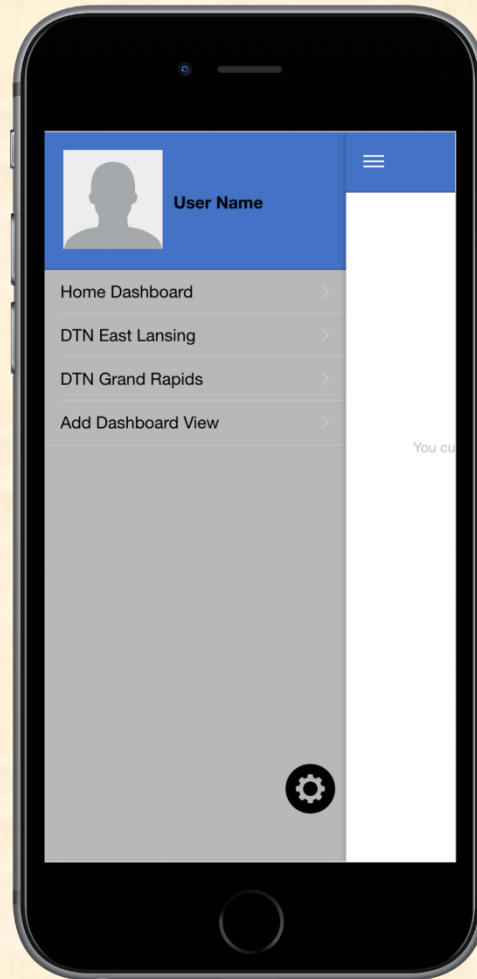 User Name
Home Dashboard
DTN East Lansing
DTN Grand Rapids
Add Dashboard View
You cu